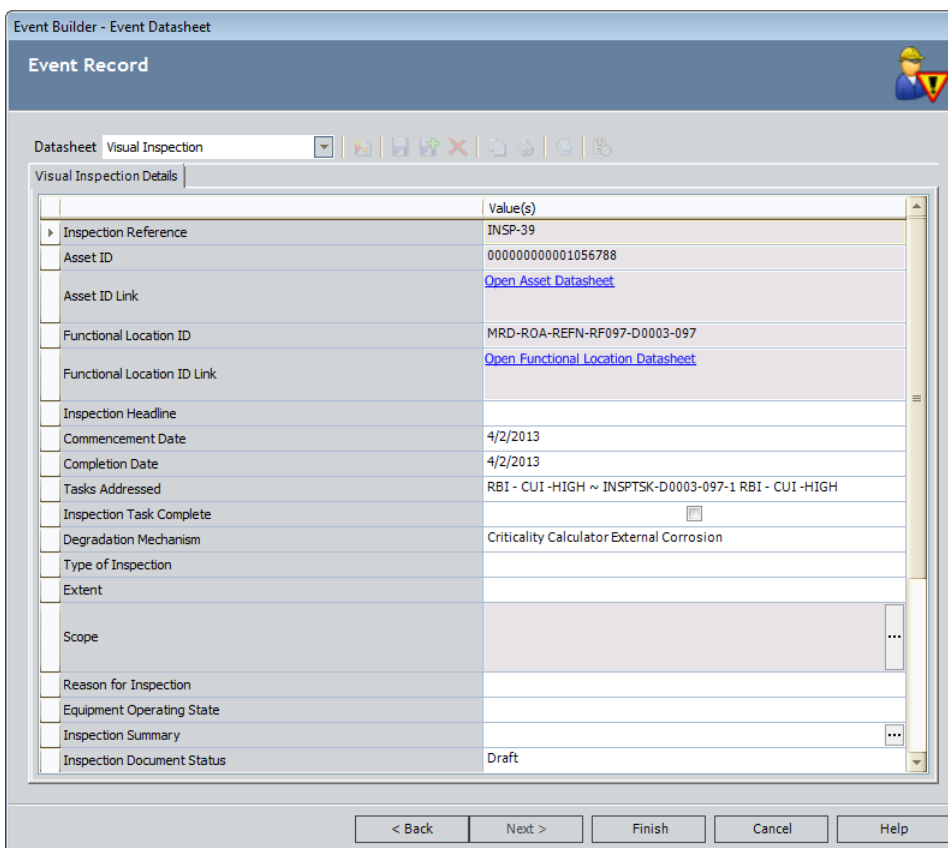 Event Builder - Event Datasheet
Event Record
Datasheet Visual Inspection
Visual Inspection Details
Value(s)
Inspection Reference INSP-39
Asset ID 000000000001056788
Asset ID Link Open Asset Datasheet
Functional Location ID MRD-ROA-REFN-RF097-D0003-097
Functional Location ID Link Open Functional Location Datasheet
Inspection Headline
Commencement Date 4/2/2013
Completion Date 4/2/2013
Tasks Addressed RBI - CUI -HIGH ~ INSPTSK-D0003-097-1 RBI - CUI -HIGH
Inspection Task Complete
Degradation Mechanism Criticality Calculator External Corrosion
Type of Inspection
Extent
Scope ...
Reason for Inspection
Equipment Operating State
Inspection Summary ...
Inspection Document Status Draft
< Back Next > Finish Cancel Help